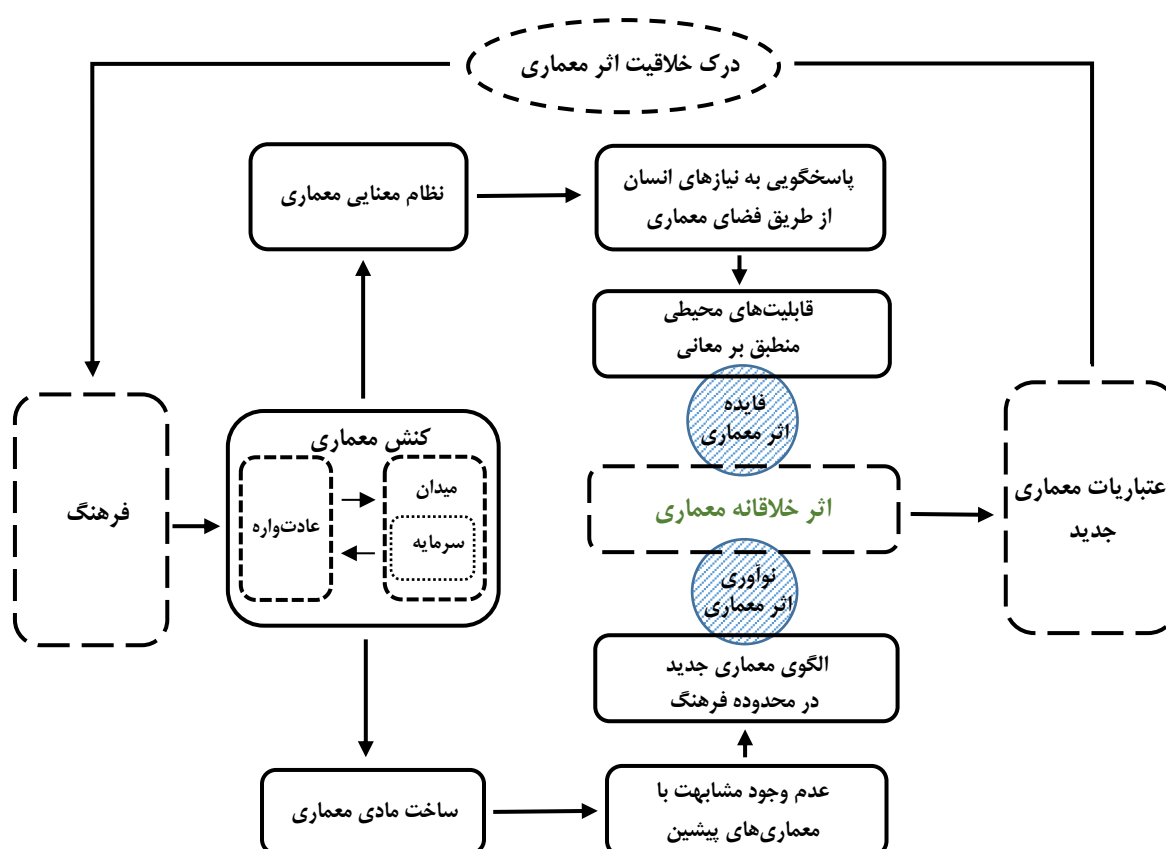 درک خلاقیت اثر معماری
نظام معنایی معماری
پاسخگویی به نیازهای انسان
از طریق فضای معماری
قابلیت‌های محیطی
منطبق بر معانی
فایده
اثر معماری
فرهنگ
کنش معماری
عادت‌واره
میدان
سرمایه
اثر خلاقانه معماری
عتباریات معماری
جدید
نوآوری
اثر معماری
الگوی معماری جدید
در محدوده فرهنگ
ساخت مادی معماری
عدم وجود مشابهت با
معماری‌های پیشین